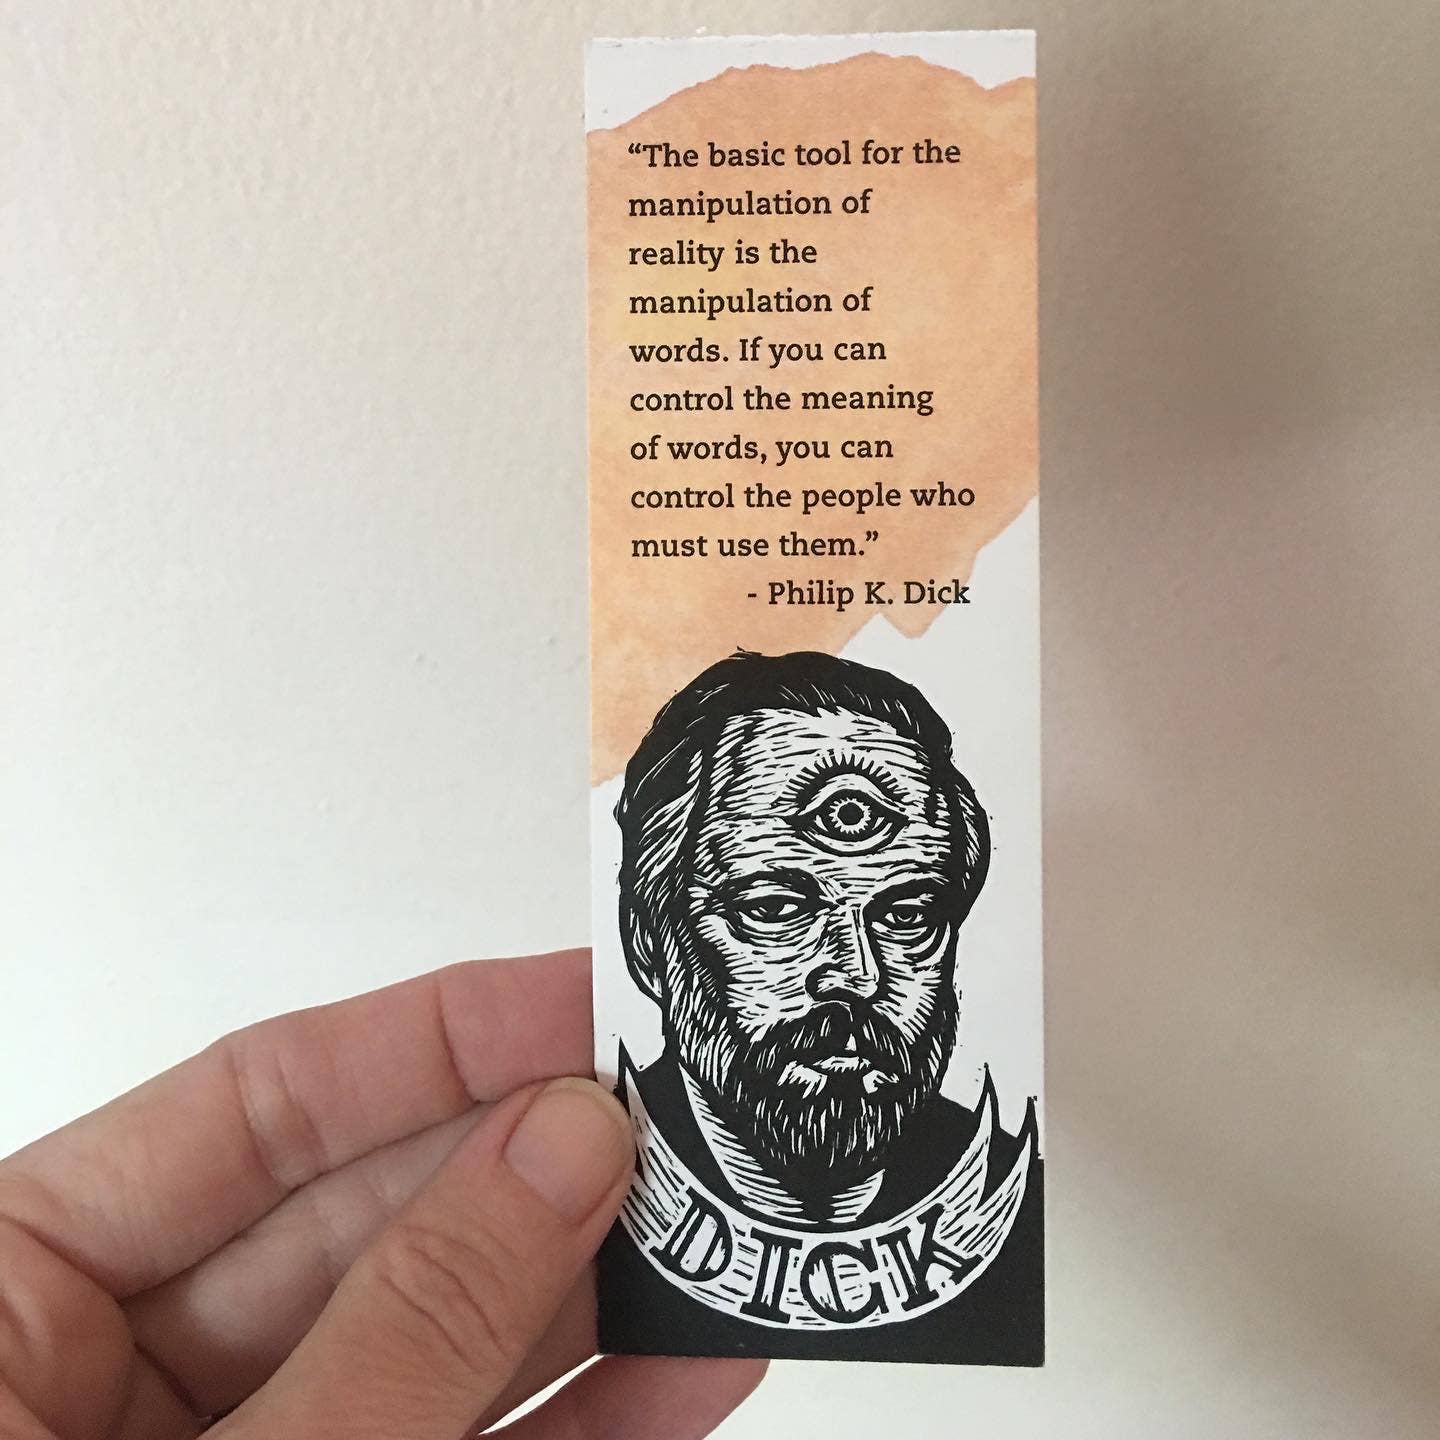 “The basic tool for the
manipulation of
reality is the
manipulation of
words. If you can
control the meaning
of words, you can
control the people who
must use them.”
- Philip K. Dick
DICK